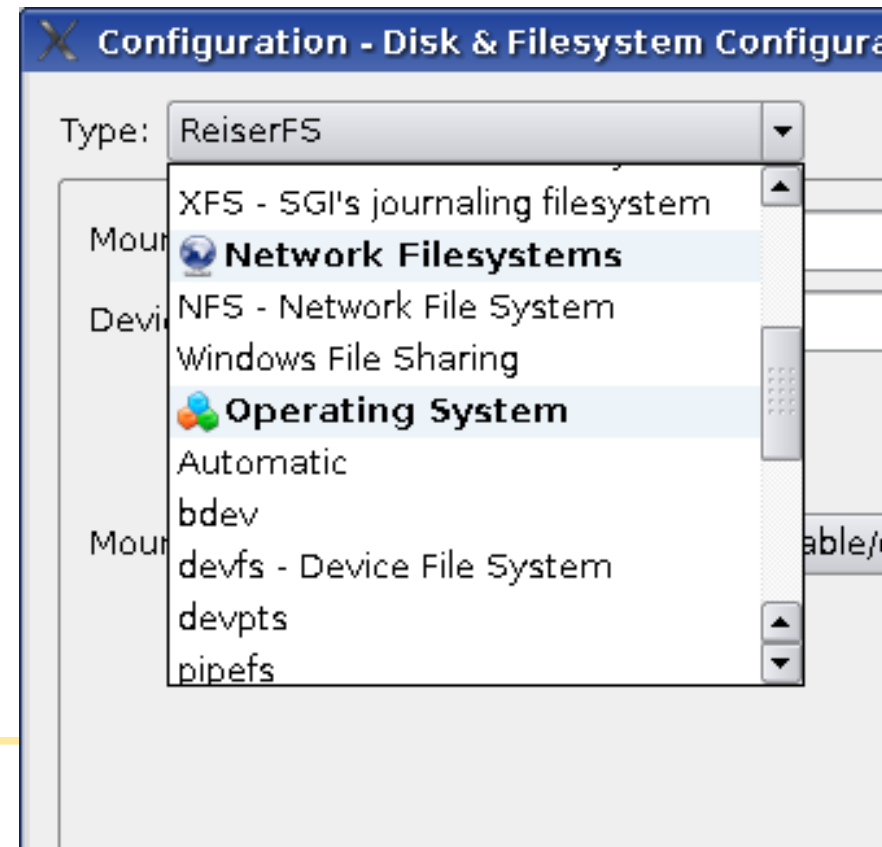 Configuration - Disk & Filesystem Configura
Type: ReiserFS
XFS - SGI's journaling filesystem
Mour
Network Filesystems
NFS - Network File System
Devi
Windows File Sharing
Operating System
Automatic
bdev
Mour
able/
devfs - Device File System
devpts
pipefs